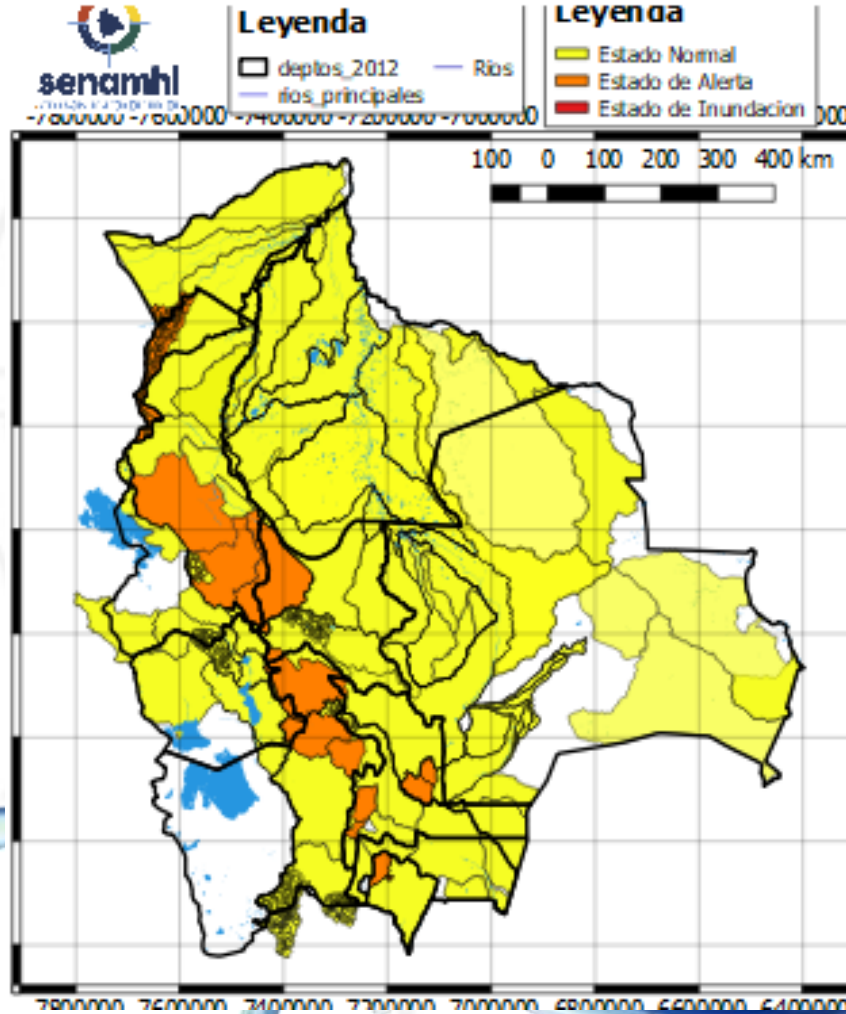 senamhi
Leyenda
deptos_2012
Rios
rios_principales
Leyenda
Estado Normal
Estado de Alerta
Estado de Inundacion
-7800000 -7600000 -7400000 -7200000 -7000000
100 0 100 200 300 400 km
-7800000 -7600000 -7400000 -7200000 -7000000 -6800000 -6600000 -6400000